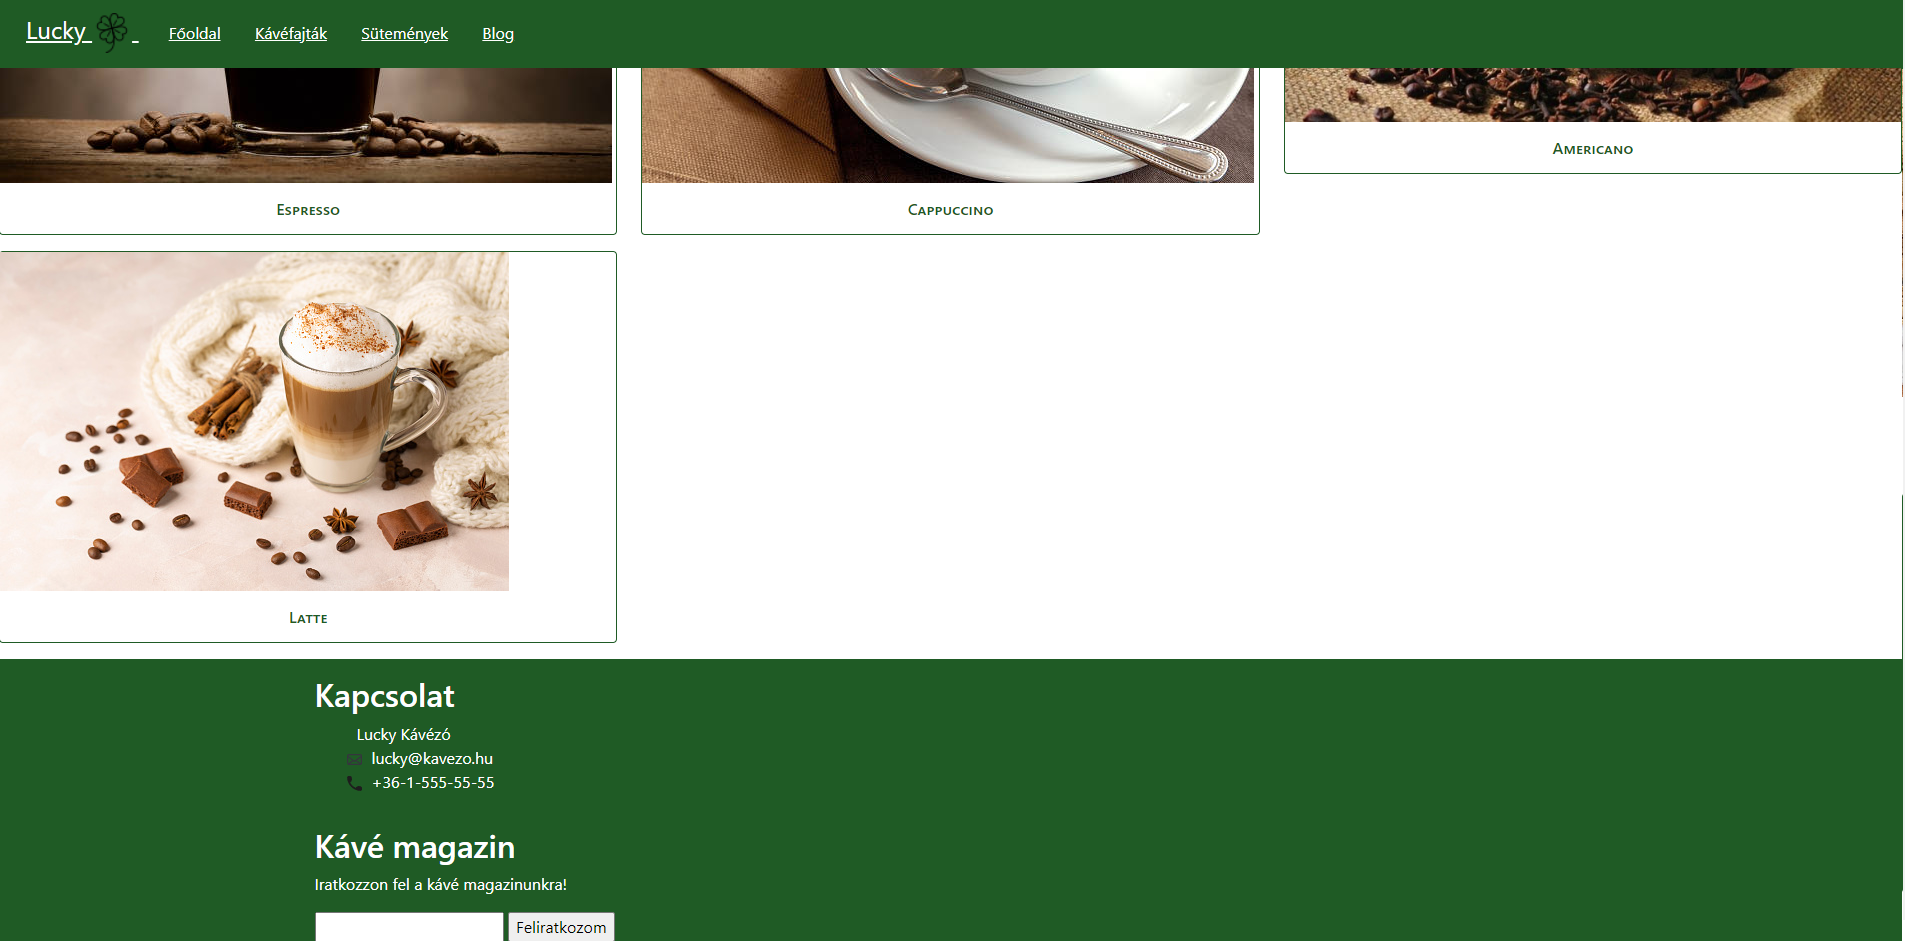 Lucky
Főoldal
Kávéfajták
Sütemények
Blog
Espresso
Cappuccino
Americano
Latte
Kapcsolat
Lucky Kávézó
lucky@kavezo.hu
+36-1-555-55-55
Kávé magazin
Iratkozzon fel a kávé magazinunkra!
Feliratkozom